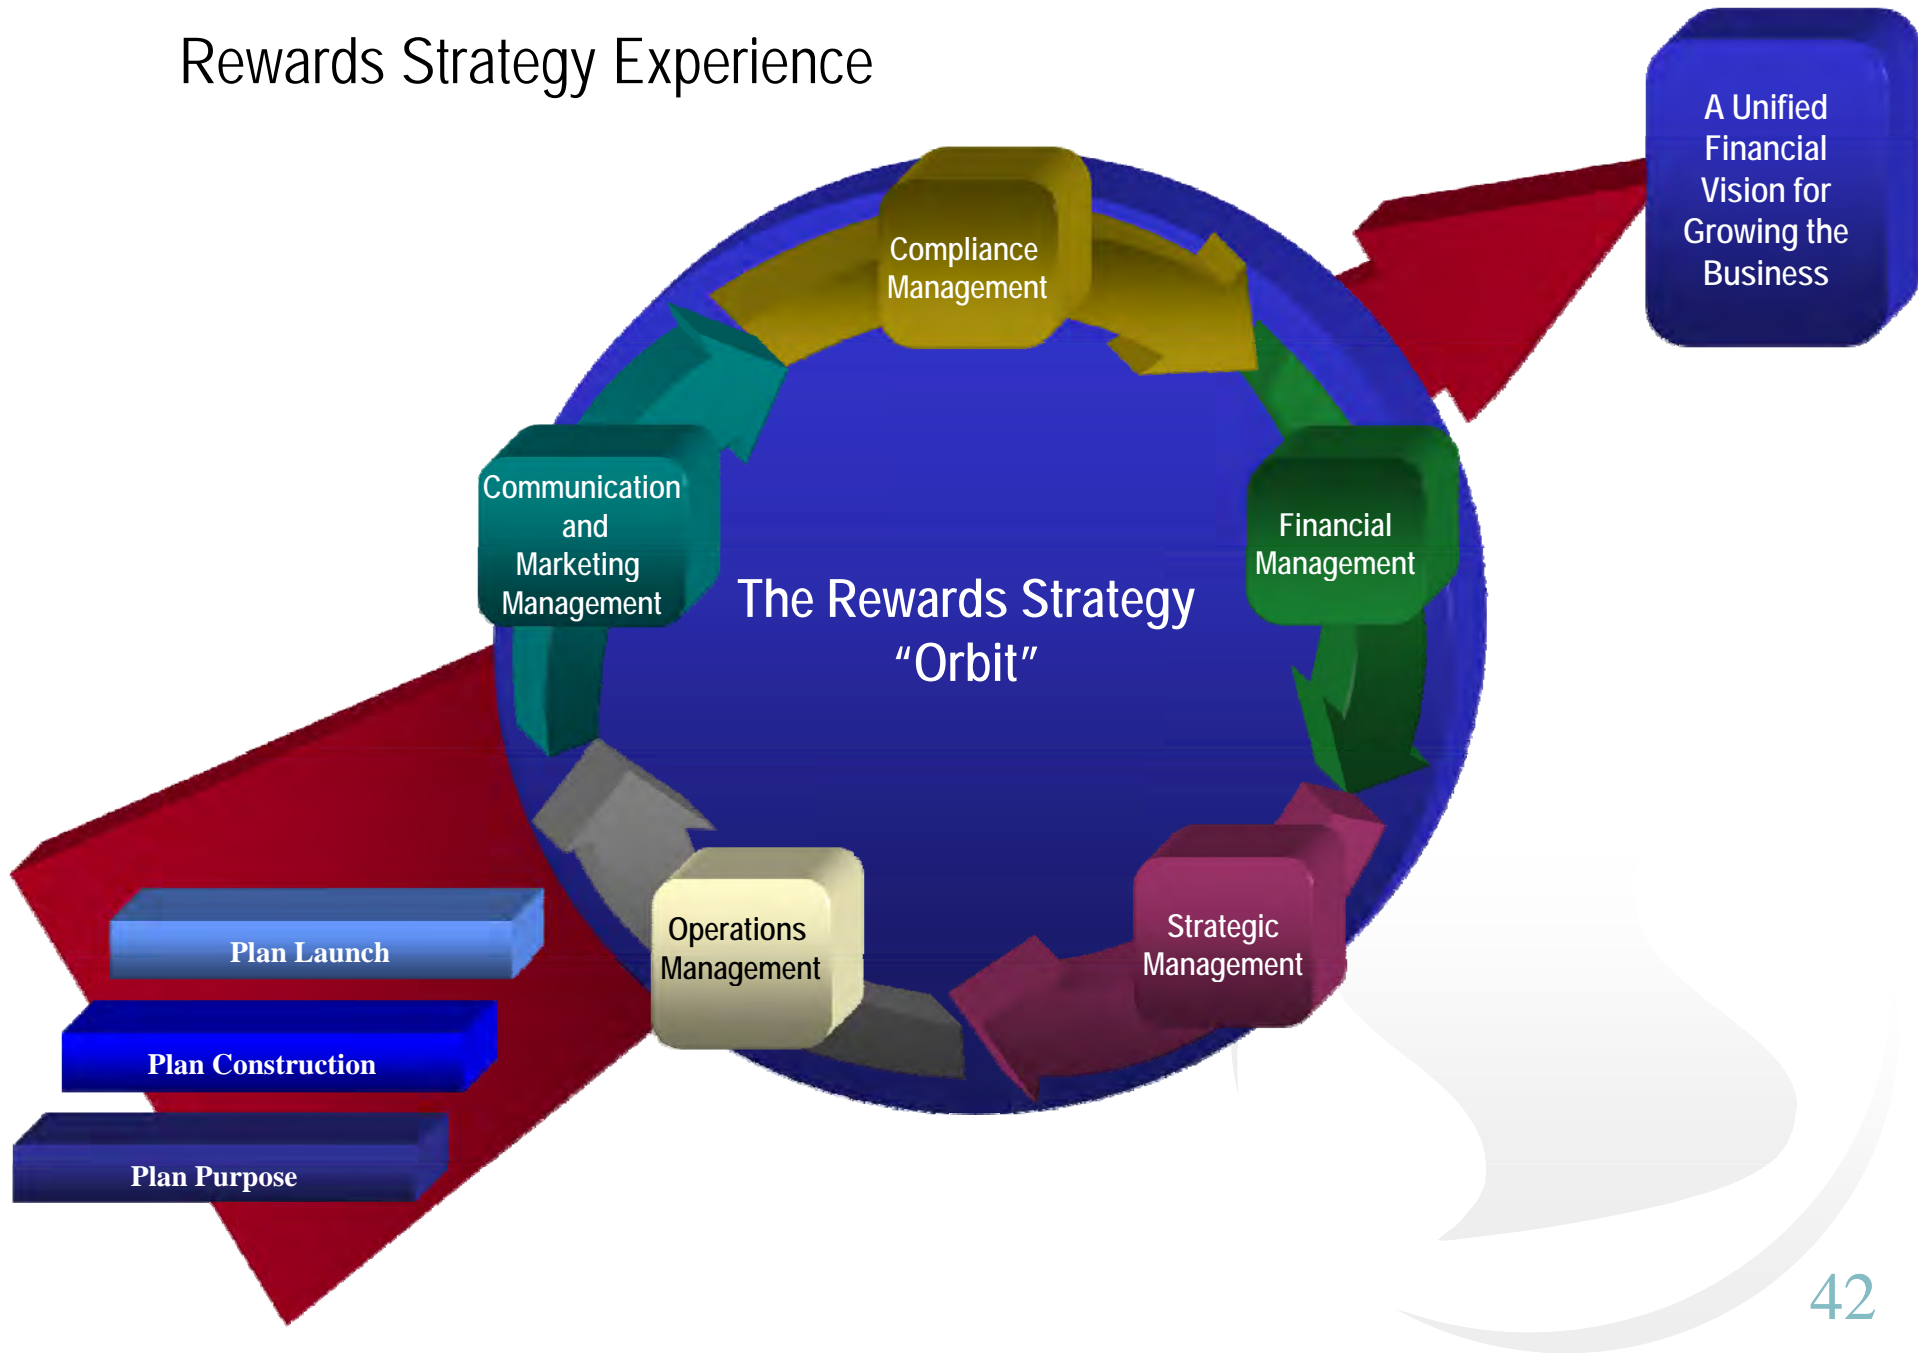 Rewards Strategy Experience
A Unified
Financial
Vision for
Growing the
Business
Compliance
Management
Communication
and
Marketing
Management
Financial
Management
The Rewards Strategy
“Orbit”
Operations
Management
Strategic
Management
Plan Launch
Plan Construction
Plan Purpose
42